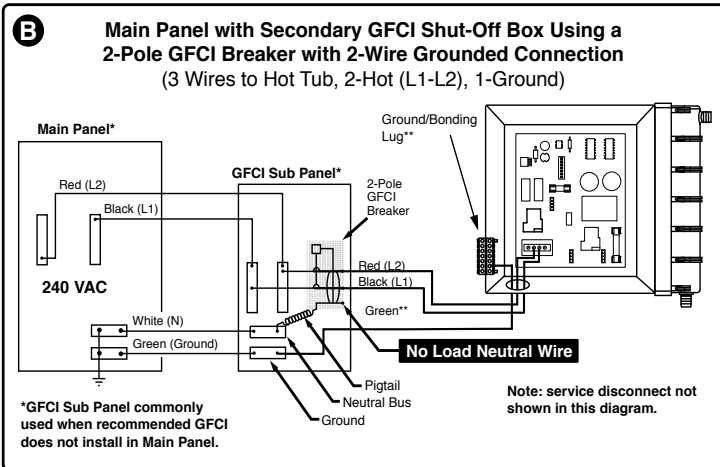 B
Main Panel with Secondary GFCI Shut-Off Box Using a
2-Pole GFCI Breaker with 2-Wire Grounded Connection
(3 Wires to Hot Tub, 2-Hot (L1-L2), 1-Ground)
Main Panel*
Red (L2)
Black (L1)
240 VAC
White (N)
Green (Ground)
GFCI Sub Panel*
2-Pole
GFCI
Breaker
Ground/Bonding
Lug**
Red (L2)
Black (L1)
Green**
No Load Neutral Wire
Pigtail
Neutral Bus
Ground
*GFCI Sub Panel commonly
used when recommended GFCI
does not install in Main Panel.
Note: service disconnect not
shown in this diagram.